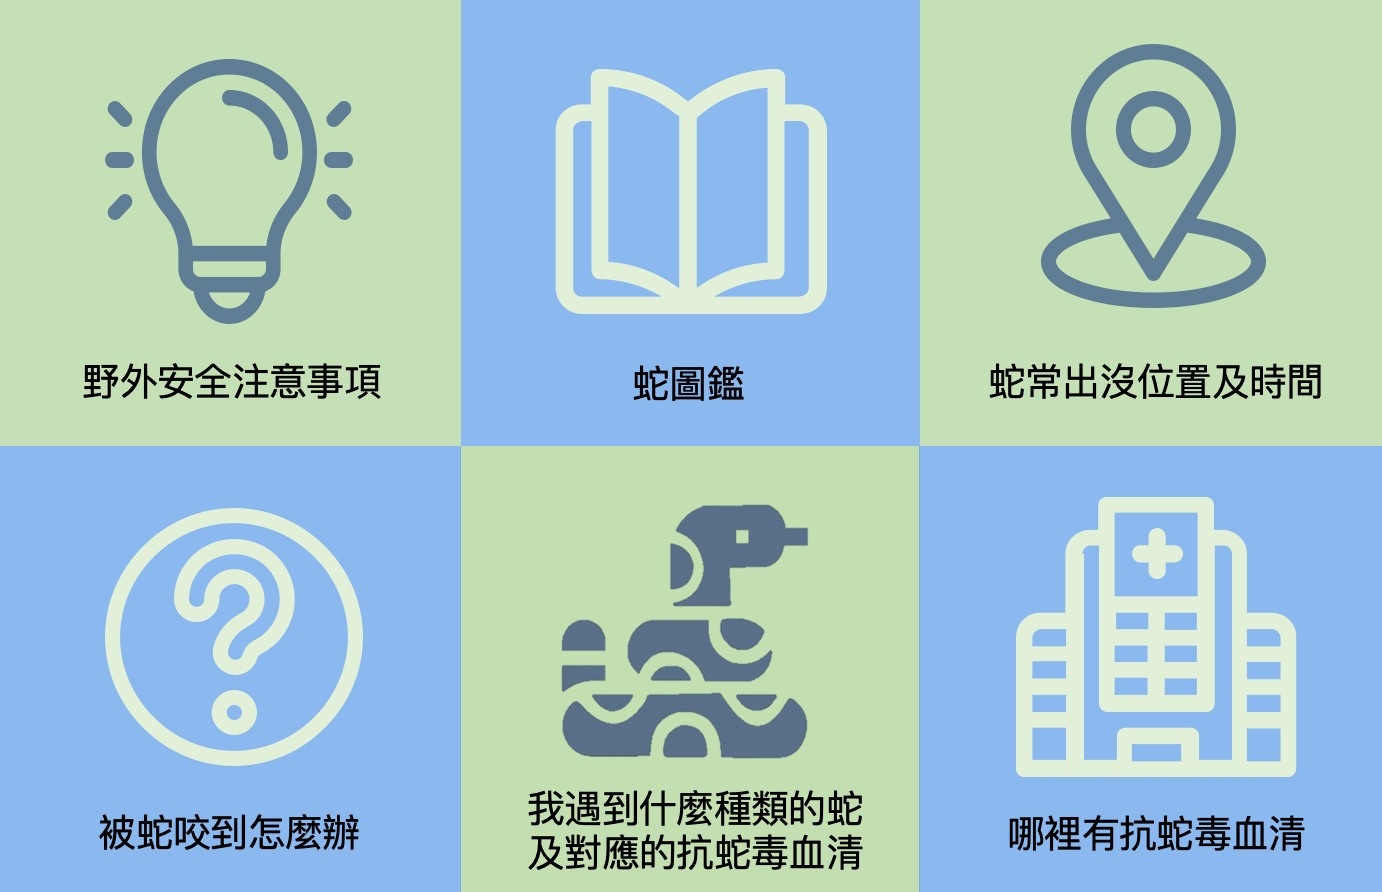 野外安全注意事項
蛇圖鑑
蛇常出沒位置及時間
被蛇咬到怎麼辦
我遇到什麼種類的蛇
及對應的抗蛇毒血清
哪裡有抗蛇毒血清